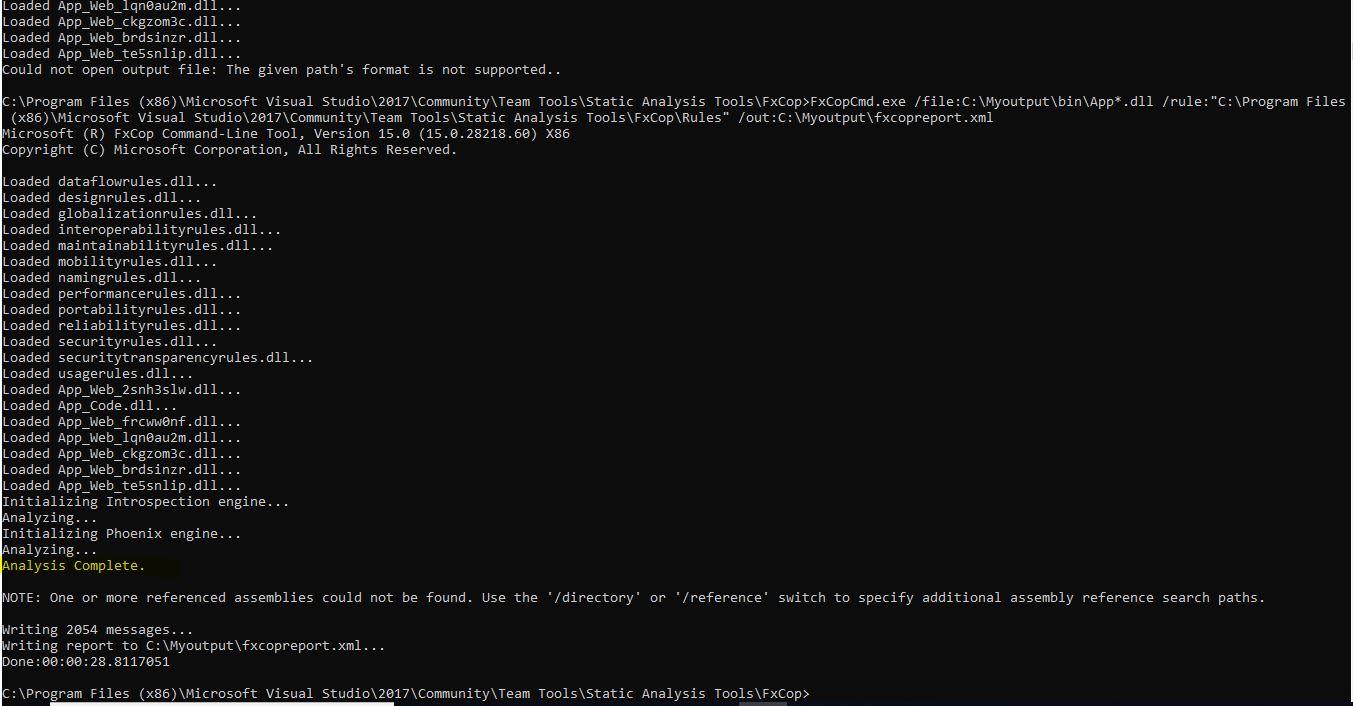 Loaded App_Web_lqn0au2m.dll...
Loaded App_Web_ckgzom3c.dll...
Loaded App_Web_brdsinzr.dll...
Loaded App_Web_te5snlip.dll...
Could not open output file: The given path's format is not supported..
C:\Program Files (x86)\Microsoft Visual Studio\2017\Community\Team Tools\Static Analysis Tools\FxCop>FxCopCmd.exe /file:C:\Myoutput\bin\App*.dll /rule:"C:\Program Files
(x86)\Microsoft Visual Studio\2017\Community\Team Tools\Static Analysis Tools\FxCop\Rules" /out:C:\Myoutput\fxcopreport.xml
Microsoft (R) FxCop Command-Line Tool, Version 15.0 (15.0.28218.60) X86
Copyright (C) Microsoft Corporation, All Rights Reserved.
Loaded dataflowrules.dll...
Loaded designrules.dll...
Loaded globalizationrules.dll...
Loaded interoperabilityrules.dll...
Loaded maintainabilityrules.dll...
Loaded mobilityrules.dll...
Loaded namingrules.dll...
Loaded performancerules.dll...
Loaded portabilityrules.dll...
Loaded reliabilityrules.dll...
Loaded securityrules.dll...
Loaded securitytransparencyrules.dll...
Loaded usagerules.dll...
Loaded App_Web_2snh3slw.dll...
Loaded App_Code.dll...
Loaded App_Web_frcww0nf.dll...
Loaded App_Web_lqn0au2m.dll...
Loaded App_Web_ckgzom3c.dll...
Loaded App_Web_brdsinzr.dll...
Loaded App_Web_te5snlip.dll...
Initializing Introspection engine...
Analyzing...
Initializing Phoenix engine...
Analyzing...
Analysis Complete.
NOTE: One or more referenced assemblies could not be found. Use the '/directory' or '/reference' switch to specify additional assembly reference search paths.
Writing 2054 messages...
Writing report to C:\Myoutput\fxcopreport.xml...
Done:00:00:28.8117051
C:\Program Files (x86)\Microsoft Visual Studio\2017\Community\Team Tools\Static Analysis Tools\FxCop>